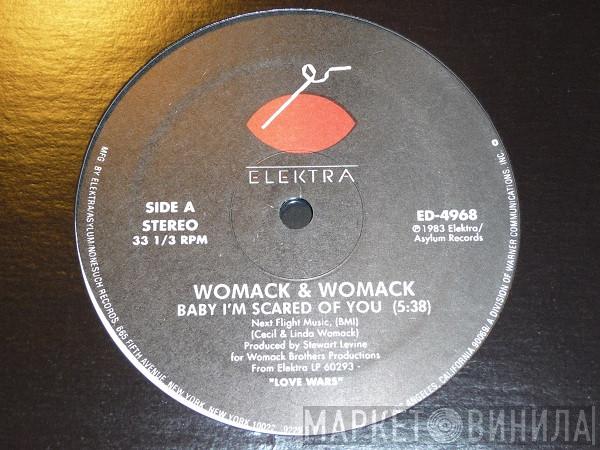 ELEKTRA
SIDE A
STEREO
33 1/3 RPM
ED-4968
℗ 1983 Elektra/
Asylum Records
WOMACK & WOMACK
BABY I'M SCARED OF YOU (5:38)
Next Flight Music, (BMI)
(Cecil & Linda Womack)
Produced by Stewart Levine
for Womack Brothers Productions
From Elektra LP 60293 -
"LOVE WARS"
MFG. BY ELEKTRA/ASYLUM/NONESUCH RECORDS, 665 FIFTH AVENUE, NEW YORK, NEW YORK 10022
ANGELES, CALIFORNIA 90069/A DIVISION OF WARNER COMMUNICATIONS, INC.
МАРКЕТ ВИНИЛА